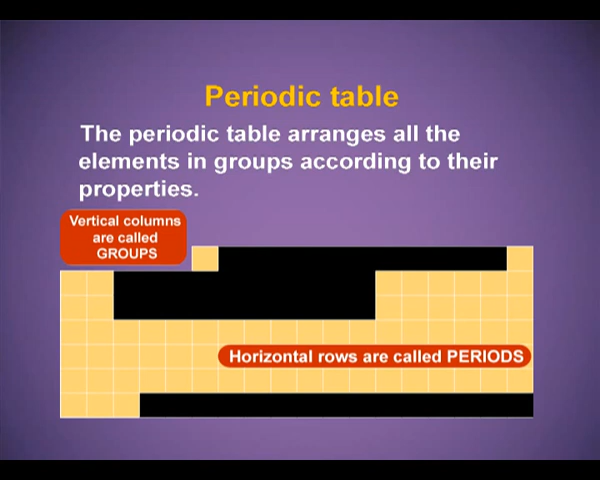 Periodic table
The periodic table arranges all the
elements in groups according to their
properties.
Vertical columns
are called
GROUPS
Horizontal rows are called PERIODS